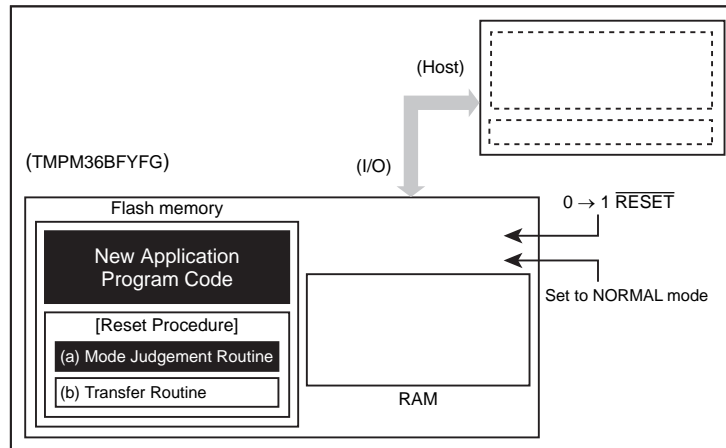 (Host)
(TMPM36BFYFG)
(I/O)
0 → 1 RESET
Flash memory
New Application
Program Code
Set to NORMAL mode
[Reset Procedure]
(a) Mode Judgement Routine
(b) Transfer Routine
RAM